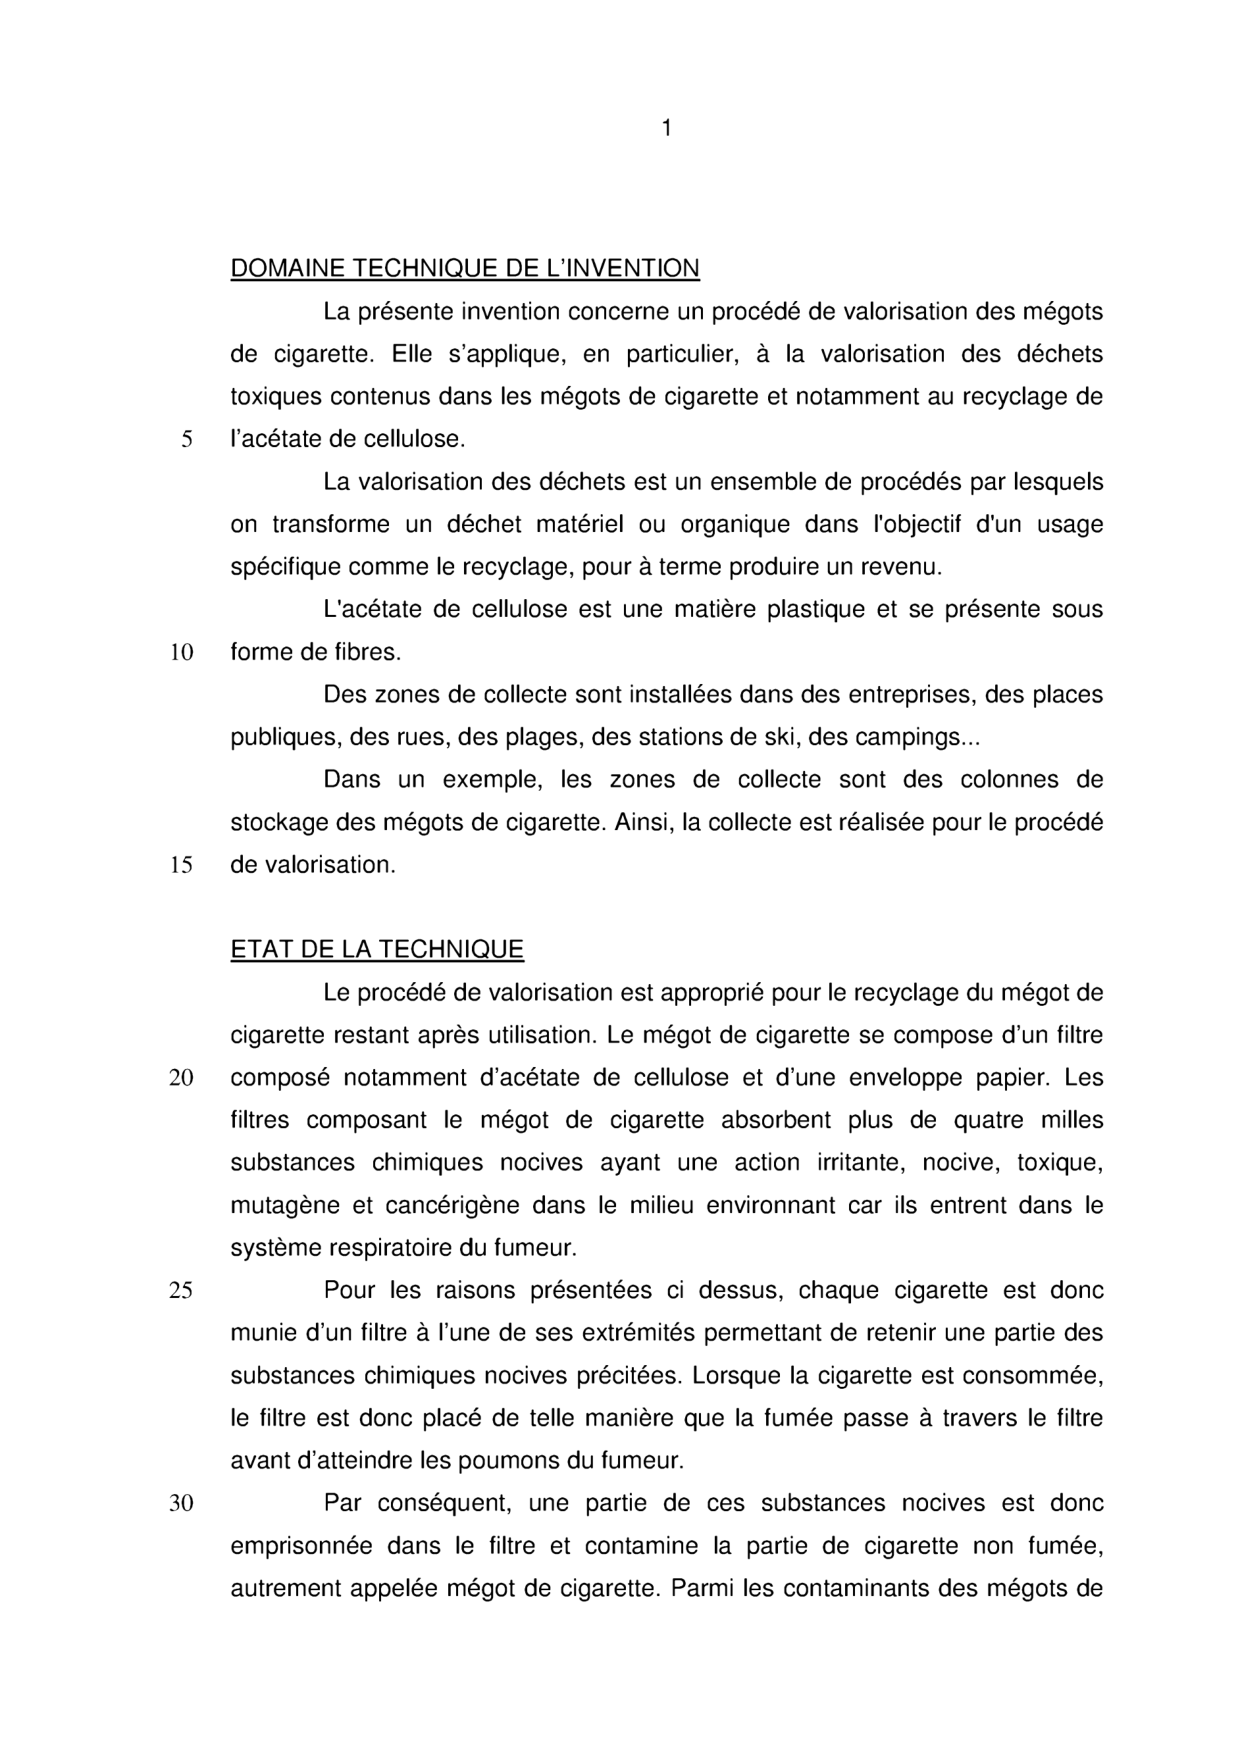 1
DOMAINE TECHNIQUE DE L’INVENTION
La présente invention concerne un procédé de valorisation des mégots
de cigarette. Elle s’applique, en particulier, à la valorisation des déchets
toxiques contenus dans les mégots de cigarette et notamment au recyclage de
5 l’acétate de cellulose.
La valorisation des déchets est un ensemble de procédés par lesquels
on transforme un déchet matériel ou organique dans l'objectif d'un usage
spécifique comme le recyclage, pour à terme produire un revenu.
L'acétate de cellulose est une matière plastique et se présente sous
10 forme de fibres.
Des zones de collecte sont installées dans des entreprises, des places
publiques, des rues, des plages, des stations de ski, des campings...
Dans un exemple, les zones de collecte sont des colonnes de
stockage des mégots de cigarette. Ainsi, la collecte est réalisée pour le procédé
15 de valorisation.
ETAT DE LA TECHNIQUE
Le procédé de valorisation est approprié pour le recyclage du mégot de
cigarette restant après utilisation. Le mégot de cigarette se compose d’un filtre
20 composé notamment d’acétate de cellulose et d’une enveloppe papier. Les
filtres composant le mégot de cigarette absorbent plus de quatre milles
substances chimiques nocives ayant une action irritante, nocive, toxique,
mutagène et cancérigène dans le milieu environnant car ils entrent dans le
système respiratoire du fumeur.
25 Pour les raisons présentées ci dessus, chaque cigarette est donc
munie d’un filtre à l’une de ses extrémités permettant de retenir une partie des
substances chimiques nocives précitées. Lorsque la cigarette est consommée,
le filtre est donc placé de telle manière que la fumée passe à travers le filtre
avant d’atteindre les poumons du fumeur.
30 Par conséquent, une partie de ces substances nocives est donc
emprisonnée dans le filtre et contamine la partie de cigarette non fumée,
autrement appelée mégot de cigarette. Parmi les contaminants des mégots de